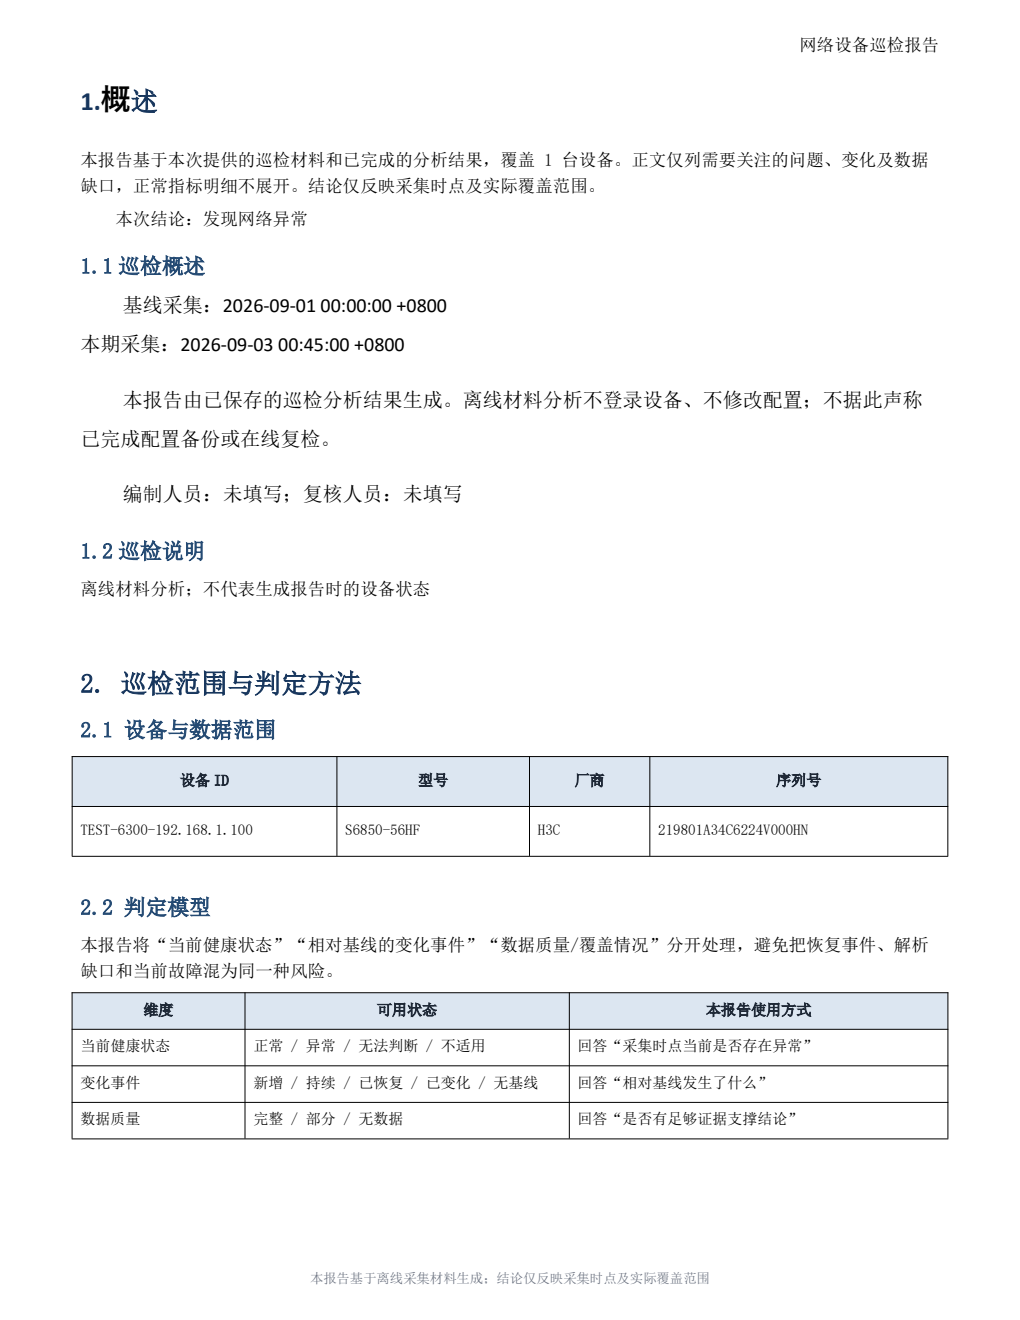 网络设备巡检报告
1.概述
本报告基于本次提供的巡检材料和已完成的分析结果，覆盖 1 台设备。正文仅列需要关注的问题、变化及数据
缺口，正常指标明细不展开。结论仅反映采集时点及实际覆盖范围。
本次结论：发现网络异常
1.1巡检概述
基线采集：2026-09-01 00:00:00 +0800
本期采集：2026-09-03 00:45:00 +0800
本报告由已保存的巡检分析结果生成。离线材料分析不登录设备、不修改配置；不据此声称
已完成配置备份或在线复检。
编制人员：未填写；复核人员：未填写
1.2巡检说明
离线材料分析；不代表生成报告时的设备状态
2. 巡检范围与判定方法
2.1 设备与数据范围
设备 ID 型号 厂商 序列号
TEST-6300-192.168.1.100 S6850-56HF H3C 219801A34C6224V000HN
2.2 判定模型
本报告将“当前健康状态”“相对基线的变化事件”“数据质量/覆盖情况”分开处理，避免把恢复事件、解析
缺口和当前故障混为同一种风险。
维度 可用状态 本报告使用方式
当前健康状态 正常 / 异常 / 无法判断 / 不适用 回答“采集时点当前是否存在异常”
变化事件 新增 / 持续 / 已恢复 / 已变化 / 无基线 回答“相对基线发生了什么”
数据质量 完整 / 部分 / 无数据 回答“是否有足够证据支撑结论”
本报告基于离线采集材料生成；结论仅反映采集时点及实际覆盖范围